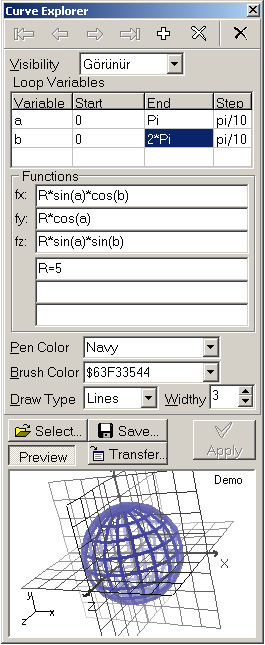 Curve Explorer
Visibility Görünür
Loop Variables
Variable Start End Step
a 0 Pi pi/10
b 0 2*Pi pi/10
Functions
fx: R*sin(a)*cos(b)
fy: R*cos(a)
fz: R*sin(a)*sin(b)
R=5
Pen Color Navy
Brush Color $63F33544
Draw Type Lines Widthy 3
Select... Save... Apply
Preview Transfer...
Demo
X
Z
y
x
z